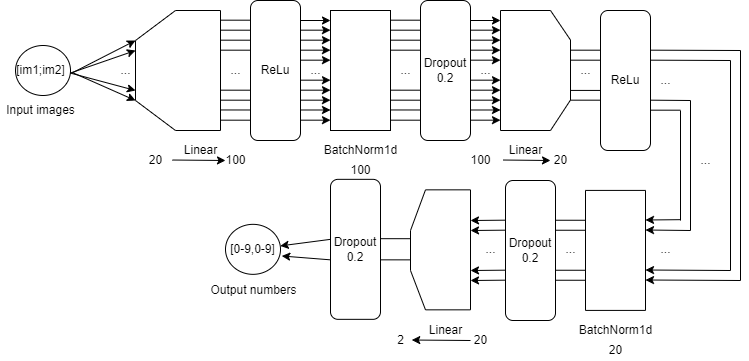 [im1;im2]
Input images
...
Linear
20 100
...
ReLu
...
BatchNorm1d
100
...
Dropout
0.2
...
Linear
100 20
...
ReLu
...
...
...
BatchNorm1d
20
...
Dropout
0.2
...
Linear
2 20
Dropout
0.2
[0-9,0-9]
Output numbers